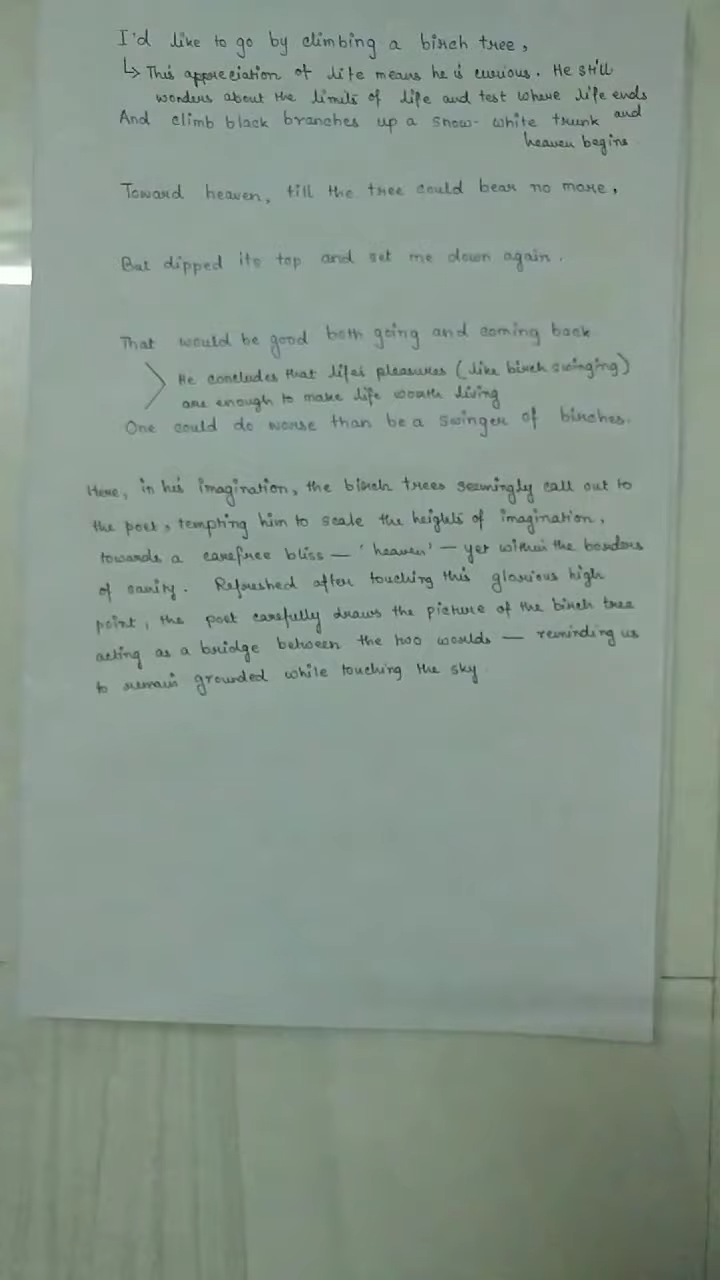 I'd like to go by climbing a birch tree,
↳ This appreciation of life means he is curious. He still
wonders about the limits of life and test where life ends
and
And climb black branches up a snow-white trunk
heaven begins
Toward heaven, till the tree could bear no more,
But dipped its top and set me down again.
That would be good both going and coming back
He concludes that life's pleasures (like birch swinging)
are enough to make life worth living
One could do worse than be a swinger of birches.
Here, in his imagination, the birch trees seemingly call out to
the poet, tempting him to scale the heights of imagination,
towards a carefree bliss — 'heaven' — yet within the borders
of sanity. Refreshed after touching this glorious high
point, the poet carefully draws the picture of the birch tree
acting as a bridge between the two worlds — reminding us
to remain grounded while touching the sky